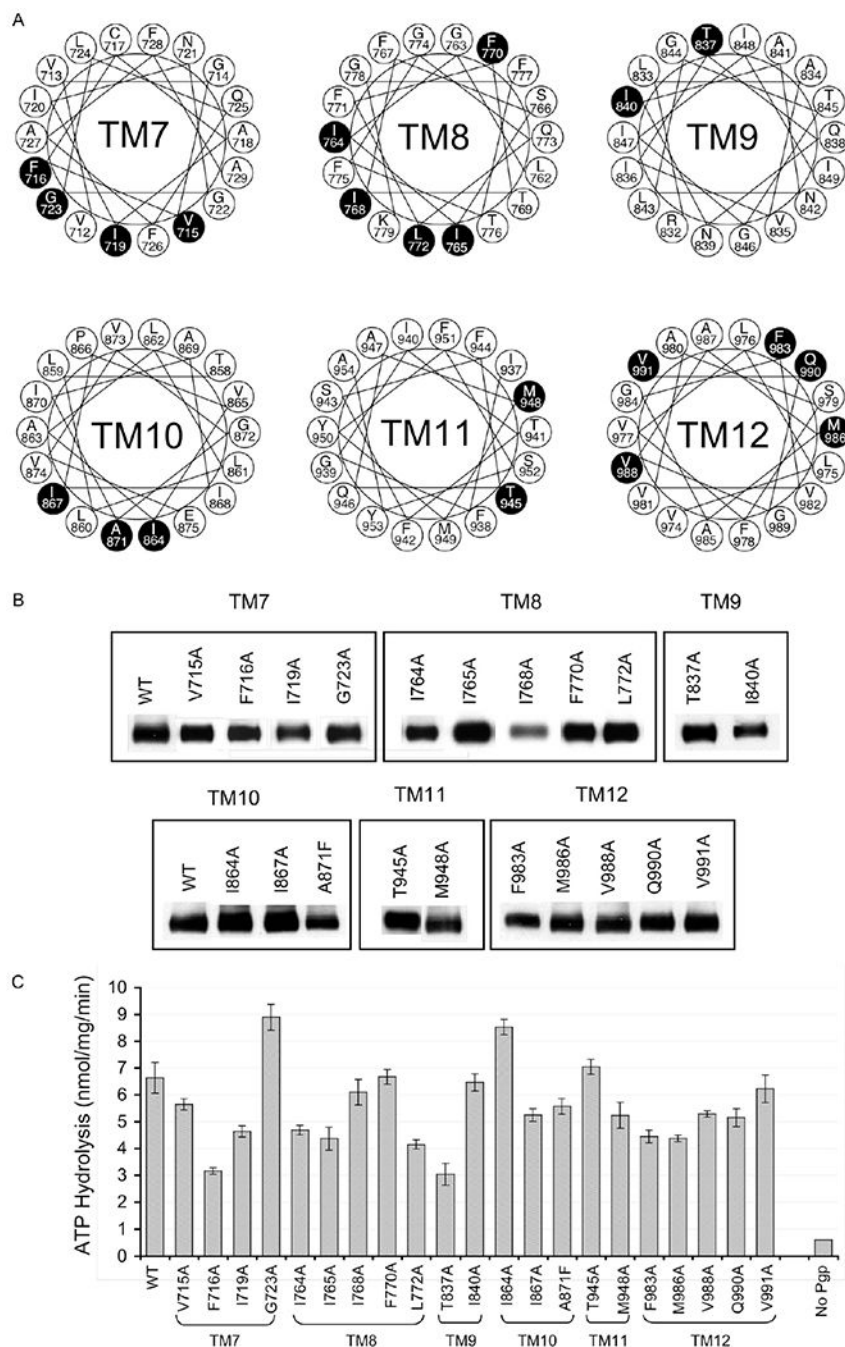 A
TM7
L 724
C 717
F 728
N 721
G 714
Q 725
A 718
A 729
G 722
V 715
F 726
I 719
V 712
G 723
F 716
A 727
I 720
V 713
TM8
F 767
G 774
G 763
F 770
F 777
S 766
Q 773
L 762
T 769
T 776
I 765
L 772
K 779
I 768
F 775
I 764
F 771
G 778
TM9
G 844
T 837
I 848
A 841
A 834
T 845
Q 838
I 849
N 842
V 835
G 846
N 839
R 832
L 843
I 836
I 847
I 840
L 833
TM10
P 866
V 873
L 862
A 869
T 858
V 865
G 872
L 861
I 868
E 875
I 864
A 871
L 860
I 867
V 874
A 863
I 870
L 859
TM11
A 947
I 940
F 951
F 944
I 937
M 948
T 941
S 952
T 945
F 938
M 949
F 942
Y 953
Q 946
G 939
Y 950
S 943
A 954
TM12
A 980
A 987
L 976
F 983
Q 990
S 979
M 986
L 975
V 982
G 989
F 978
A 985
V 974
V 981
V 988
V 977
G 984
V 991
B
TM7 TM8 TM9
WT V715A F716A I719A G723A I764A I765A I768A F770A L772A T837A I840A
TM10 TM11 TM12
WT I864A I867A A871F T945A M948A F983A M986A V988A Q990A V991A
C
ATP Hydrolysis (nmol/mg/min)
10
9
8
7
6
5
4
3
2
1
0
WT V715A F716A I719A G723A I764A I765A I768A F770A L772A T837A I840A I864A I867A A871F T945A M948A F983A M986A V988A Q990A V991A No Pgp
TM7 TM8 TM9 TM10 TM11 TM12